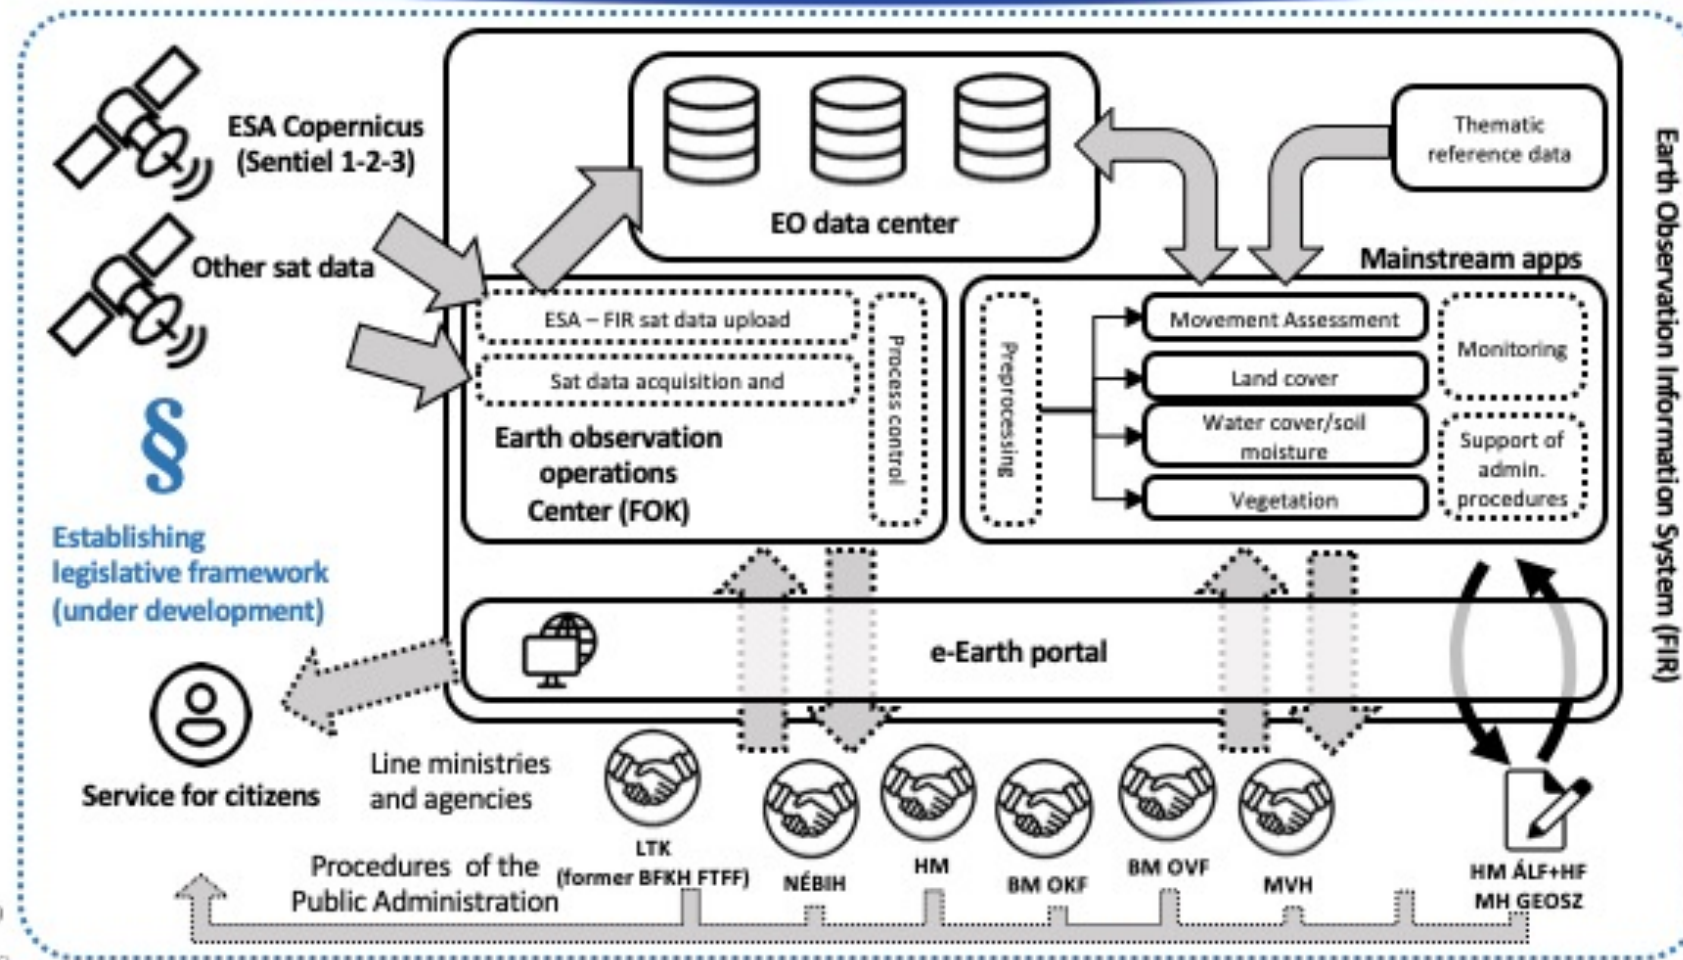 ESA Copernicus
(Sentiel 1-2-3)
Other sat data
EO data center
Thematic
reference data
Mainstream apps
ESA – FIR sat data upload
Sat data acquisition and
Process control
Earth observation
operations
Center (FOK)
Preprocessing
Movement Assessment
Land cover
Water cover/soil
moisture
Vegetation
Monitoring
Support of
admin.
procedures
Earth Observation Information System (FIR)
§
Establishing
legislative framework
(under development)
e-Earth portal
Service for citizens
Line ministries
and agencies
Procedures of the
Public Administration
LTK
(former BFKH FTFF)
NÉBIH
HM
BM OKF
BM OVF
MVH
HM ÁLF+HF
MH GEOSZ